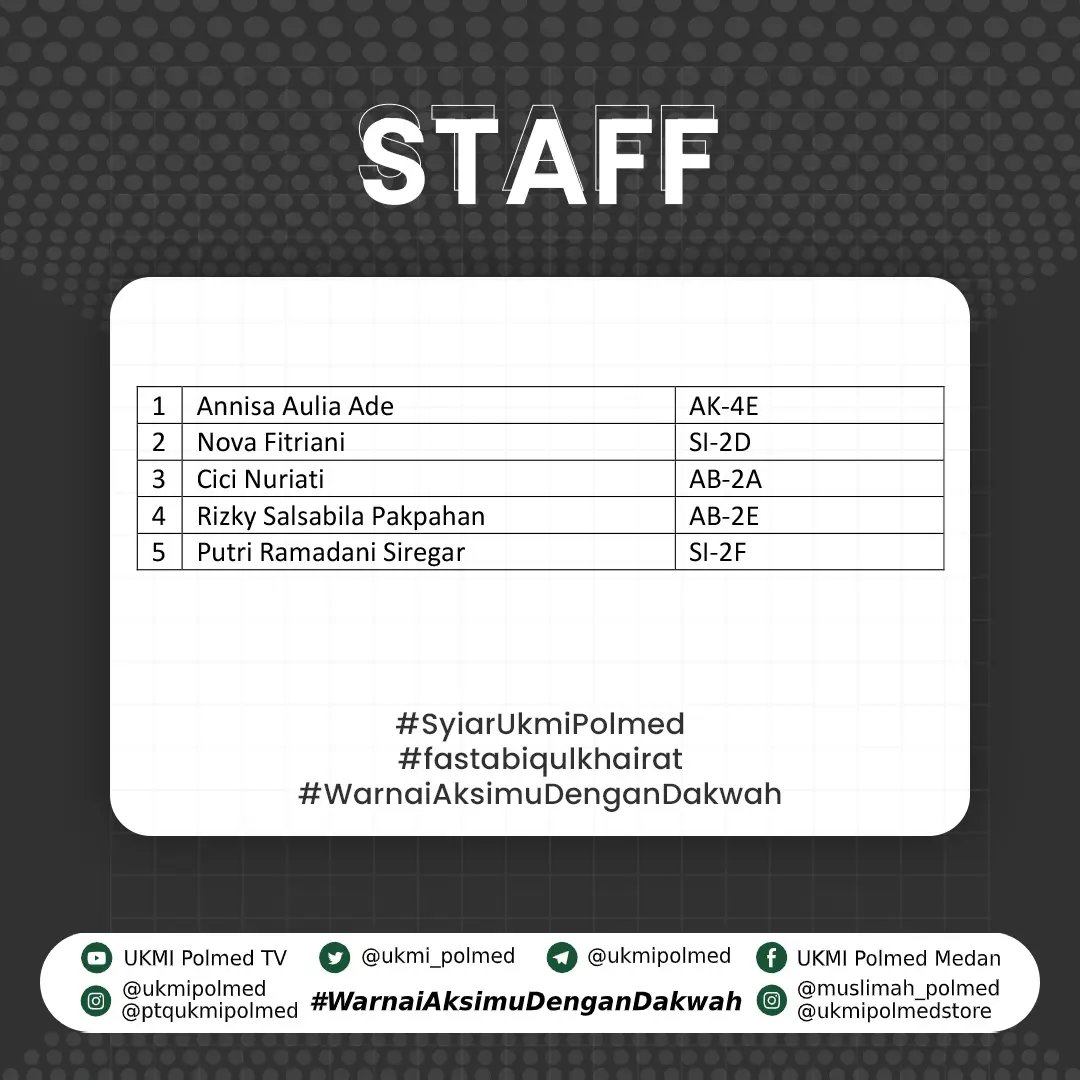 STAFF
1 Annisa Aulia Ade AK-4E
2 Nova Fitriani SI-2D
3 Cici Nuriati AB-2A
4 Rizky Salsabila Pakpahan AB-2E
5 Putri Ramadani Siregar SI-2F
#SyiarUkmiPolmed
#fastabiqulkhairat
#WarnaiAksimuDenganDakwah
UKMI Polmed TV @ukmi_polmed @ukmipolmed UKMI Polmed Medan
@ukmipolmed
@ptqukmipolmed
#WarnaiAksimuDenganDakwah
@muslimah_polmed
@ukmipolmedstore